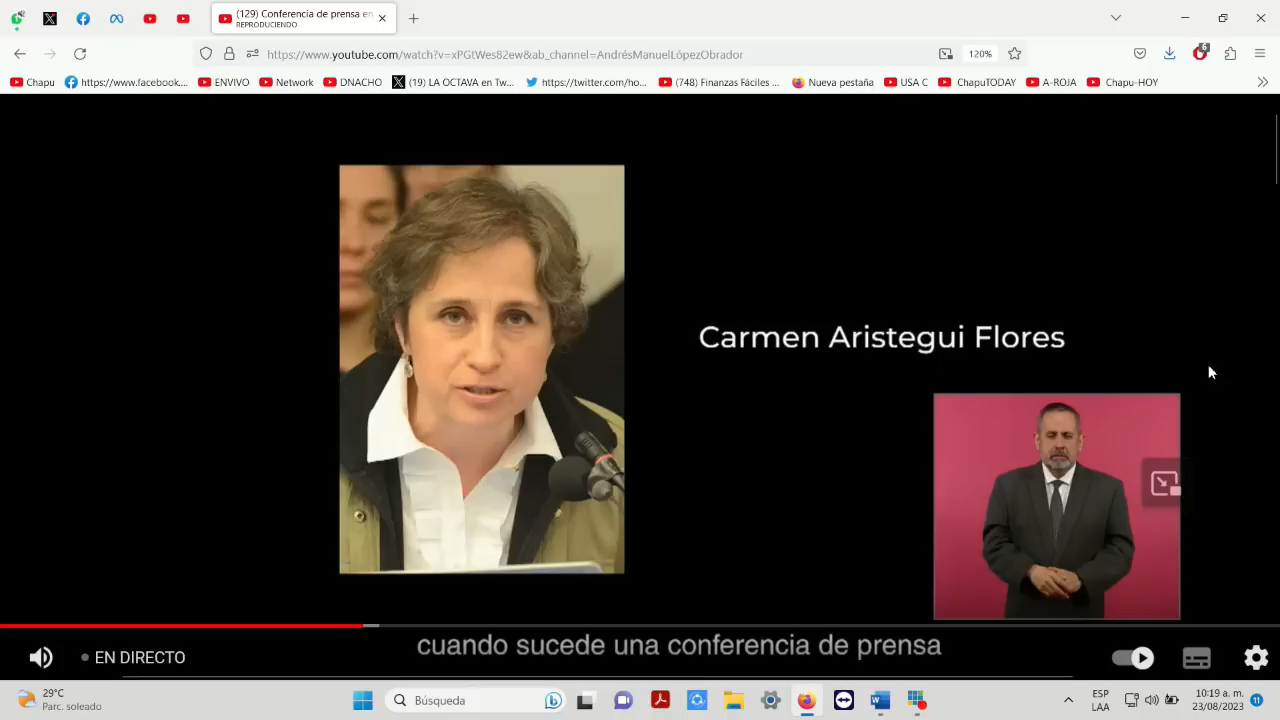 (129) Conferencia de prensa en
REPRODUCIENDO
https://www.youtube.com/watch?v=xPGtWes82ew&ab_channel=AndrésManuelLópezObrador
120%
6
Chapu
https://www.facebook....
ENVIVO
Network
DNACHO
(19) LA OCTAVA en Tw...
https://twitter.com/ho...
(748) Finanzas Fáciles ...
Nueva pestaña
USA C
ChapuTODAY
A-ROJA
Chapu-HOY
Carmen Aristegui Flores
cuando sucede una conferencia de prensa
EN DIRECTO
29°C
Parc. soleado
Búsqueda
ESP
LAA
10:19 a. m.
23/08/2023
11